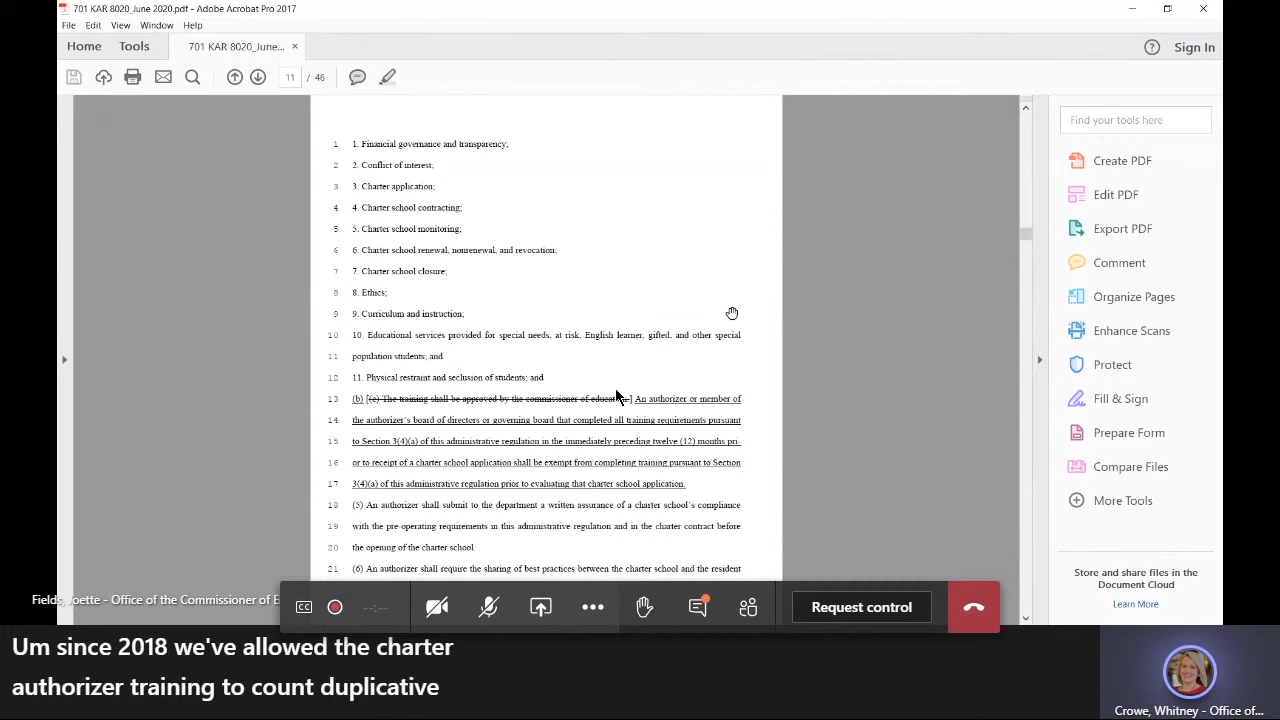 701 KAR 8020_June 2020.pdf - Adobe Acrobat Pro 2017
File Edit View Window Help
Home Tools 701 KAR 8020_June... × Sign In
11 / 46
Find your tools here
Create PDF
Edit PDF
Export PDF
Comment
Organize Pages
Enhance Scans
Protect
Fill & Sign
Prepare Form
Compare Files
More Tools
Store and share files in the
Document Cloud
Learn More
1 1. Financial governance and transparency;
2 2. Conflict of interest;
3 3. Charter application;
4 4. Charter school contracting;
5 5. Charter school monitoring;
6 6. Charter school renewal, nonrenewal, and revocation;
7 7. Charter school closure;
8 8. Ethics;
9 9. Curriculum and instruction;
10 10. Educational services provided for special needs, at risk, English learner, gifted, and other special
11 population students; and
12 11. Physical restraint and seclusion of students; and
13 (b) [(c) The training shall be approved by the commissioner of education.] An authorizer or member of
14 the authorizer's board of directors or governing board that completed all training requirements pursuant
15 to Section 3(4)(a) of this administrative regulation in the immediately preceding twelve (12) months pri-
16 or to receipt of a charter school application shall be exempt from completing training pursuant to Section
17 3(4)(a) of this administrative regulation prior to evaluating that charter school application.
18 (5) An authorizer shall submit to the department a written assurance of a charter school's compliance
19 with the pre-operating requirements in this administrative regulation and in the charter contract before
20 the opening of the charter school.
21 (6) An authorizer shall require the sharing of best practices between the charter school and the resident
Fields, Joette - Office of the Commissioner of E
CC --:-- Request control
Um since 2018 we've allowed the charter
authorizer training to count duplicative
Crowe, Whitney - Office of...